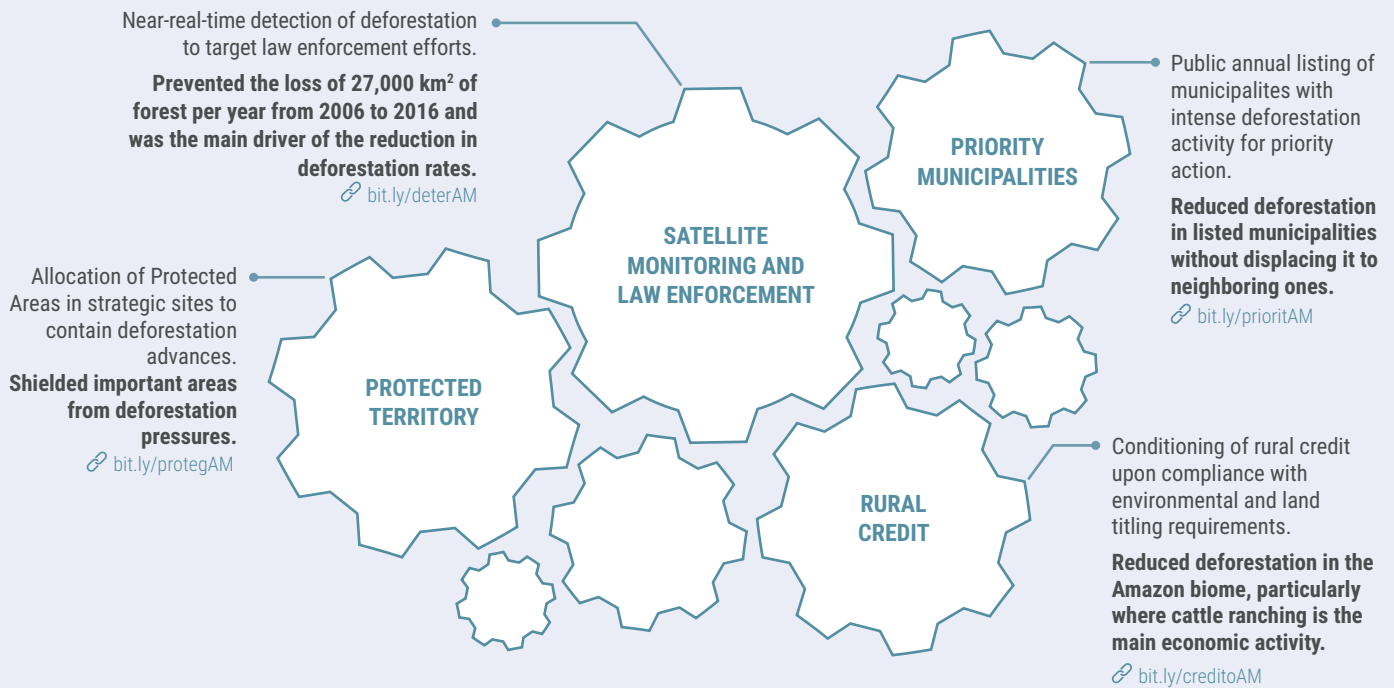 Near-real-time detection of deforestation
to target law enforcement efforts.
Prevented the loss of 27,000 km² of
forest per year from 2006 to 2016 and
was the main driver of the reduction in
deforestation rates.
bit.ly/deterAM
SATELLITE
MONITORING AND
LAW ENFORCEMENT
PRIORITY
MUNICIPALITIES
Public annual listing of
municipalites with
intense deforestation
activity for priority
action.
Reduced deforestation
in listed municipalities
without displacing it to
neighboring ones.
bit.ly/prioritAM
Allocation of Protected
Areas in strategic sites to
contain deforestation
advances.
Shielded important areas
from deforestation
pressures.
bit.ly/protegAM
PROTECTED
TERRITORY
RURAL
CREDIT
Conditioning of rural credit
upon compliance with
environmental and land
titling requirements.
Reduced deforestation in the
Amazon biome, particularly
where cattle ranching is the
main economic activity.
bit.ly/creditoAM